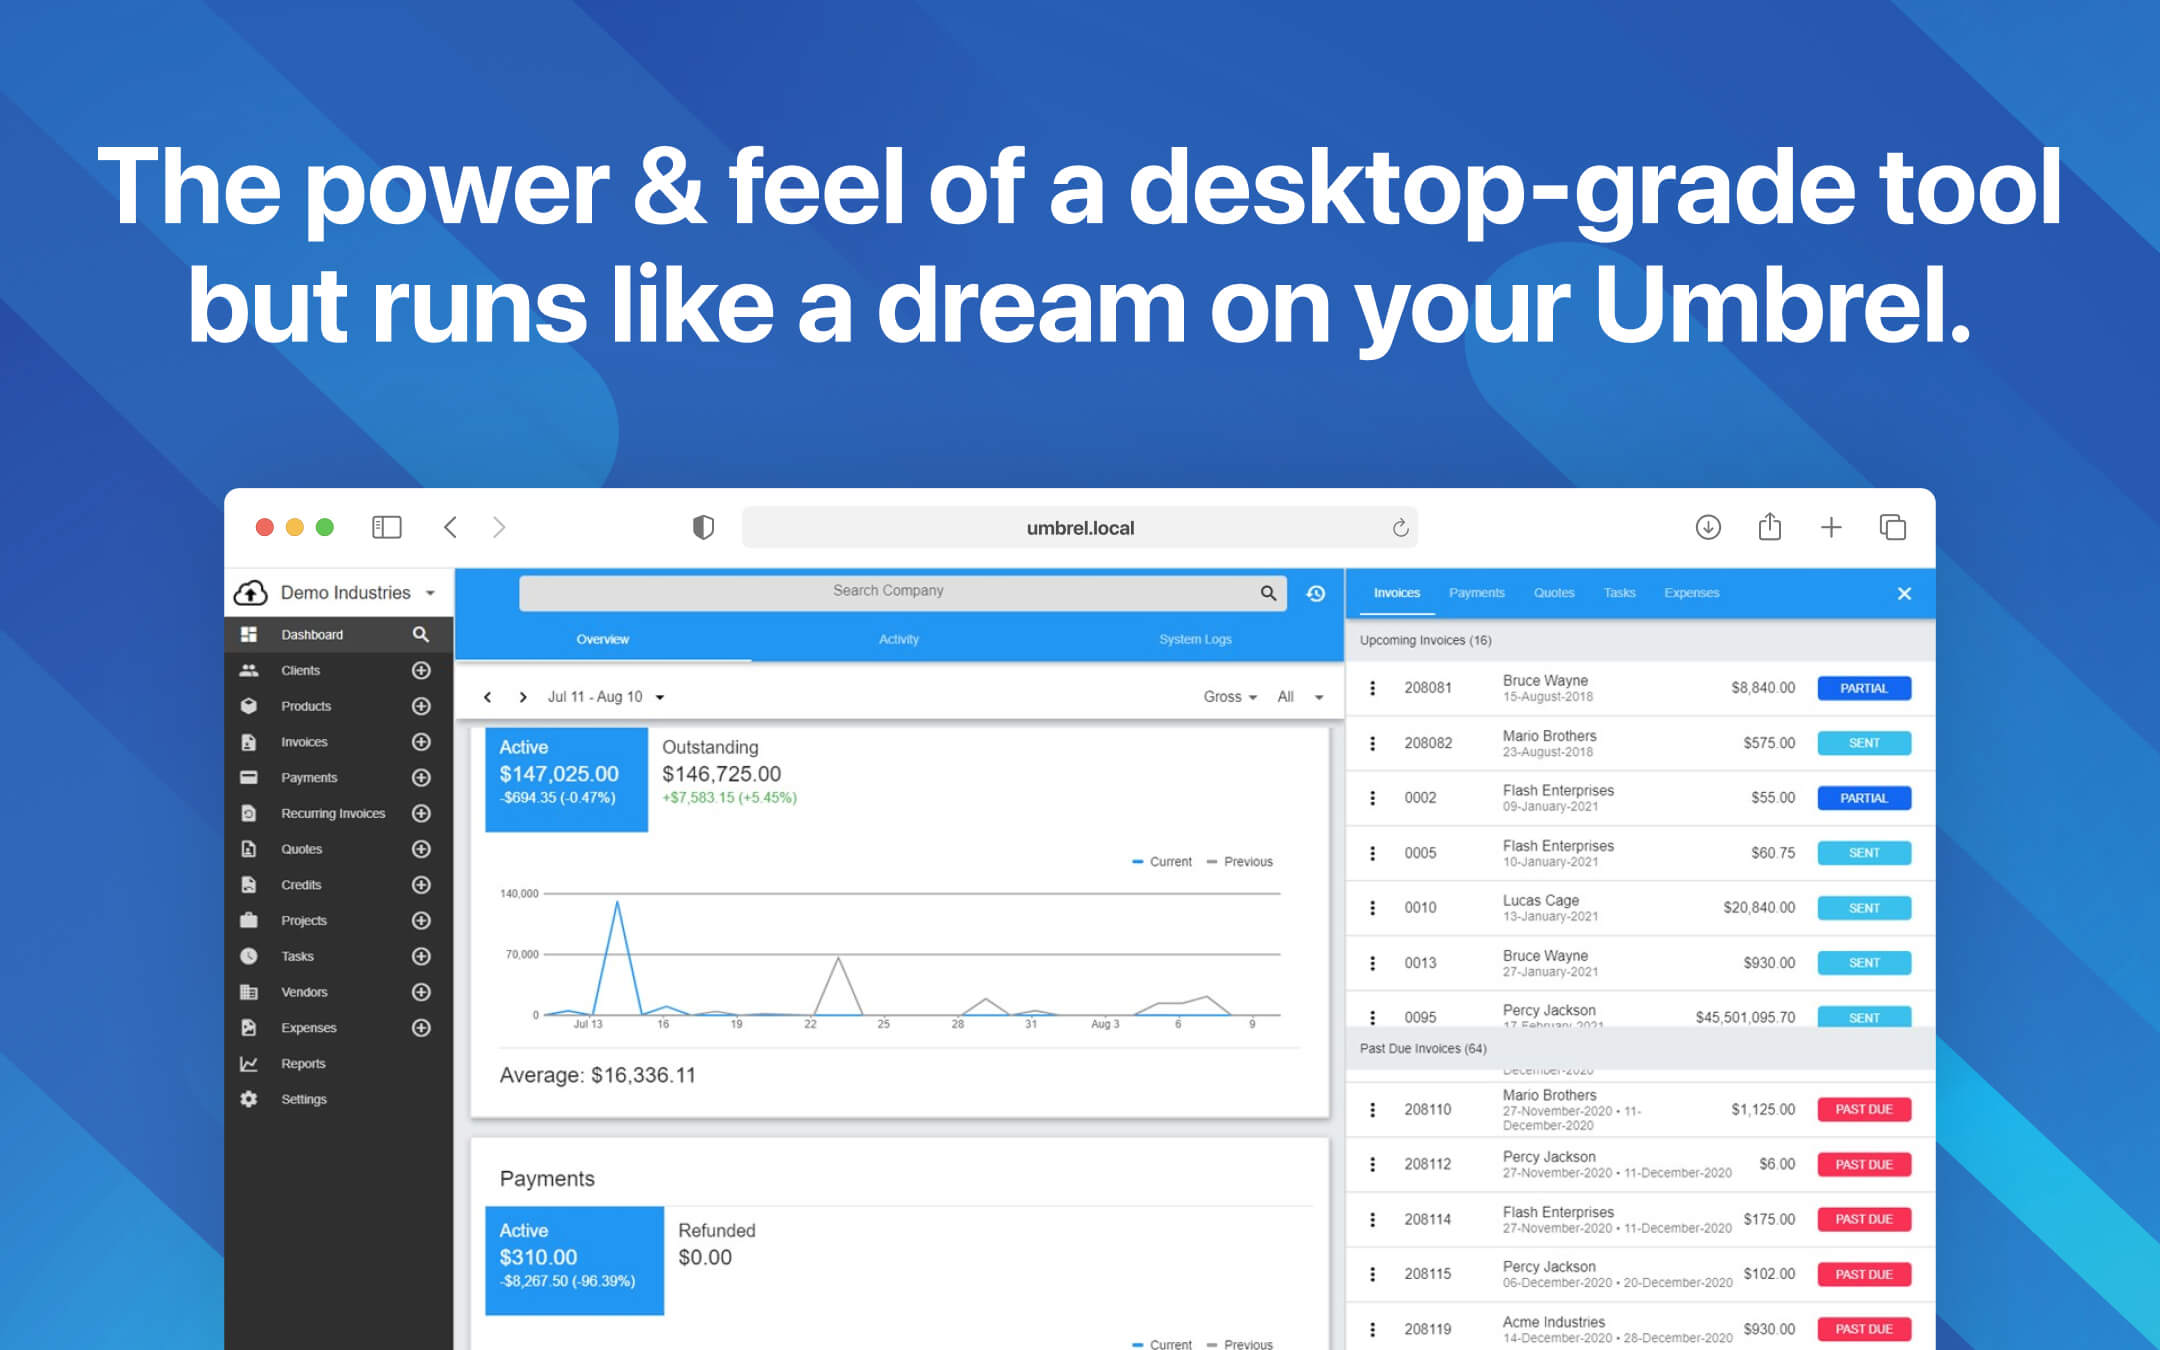 The power & feel of a desktop-grade tool
but runs like a dream on your Umbrel.
umbrel.local
Demo Industries
Dashboard
Clients
Products
Invoices
Payments
Recurring Invoices
Quotes
Credits
Projects
Tasks
Vendors
Expenses
Reports
Settings
Search Company
Overview Activity System Logs
Jul 11 - Aug 10 Gross All
Active Outstanding
$147,025.00 $146,725.00
-$694.35 (-0.47%) +$7,583.15 (+5.45%)
Current Previous
140,000
70,000
0
Jul 13 16 19 22 25 28 31 Aug 3 6 9
Average: $16,336.11
Payments
Active Refunded
$310.00 $0.00
-$8,267.50 (-96.39%)
Current Previous
Invoices Payments Quotes Tasks Expenses
Upcoming Invoices (16)
208081 Bruce Wayne $8,840.00 PARTIAL
15-August-2018
208082 Mario Brothers $575.00 SENT
23-August-2018
0002 Flash Enterprises $55.00 PARTIAL
09-January-2021
0005 Flash Enterprises $60.75 SENT
10-January-2021
0010 Lucas Cage $20,840.00 SENT
13-January-2021
0013 Bruce Wayne $930.00 SENT
27-January-2021
0095 Percy Jackson $45,501,095.70 SENT
17-February-2021
Past Due Invoices (64)
December-2020
208110 Mario Brothers $1,125.00 PAST DUE
27-November-2020 • 11-
December-2020
208112 Percy Jackson $6.00 PAST DUE
27-November-2020 • 11-December-2020
208114 Flash Enterprises $175.00 PAST DUE
27-November-2020 • 11-December-2020
208115 Percy Jackson $102.00 PAST DUE
06-December-2020 • 20-December-2020
208119 Acme Industries $930.00 PAST DUE
14-December-2020 • 28-December-2020